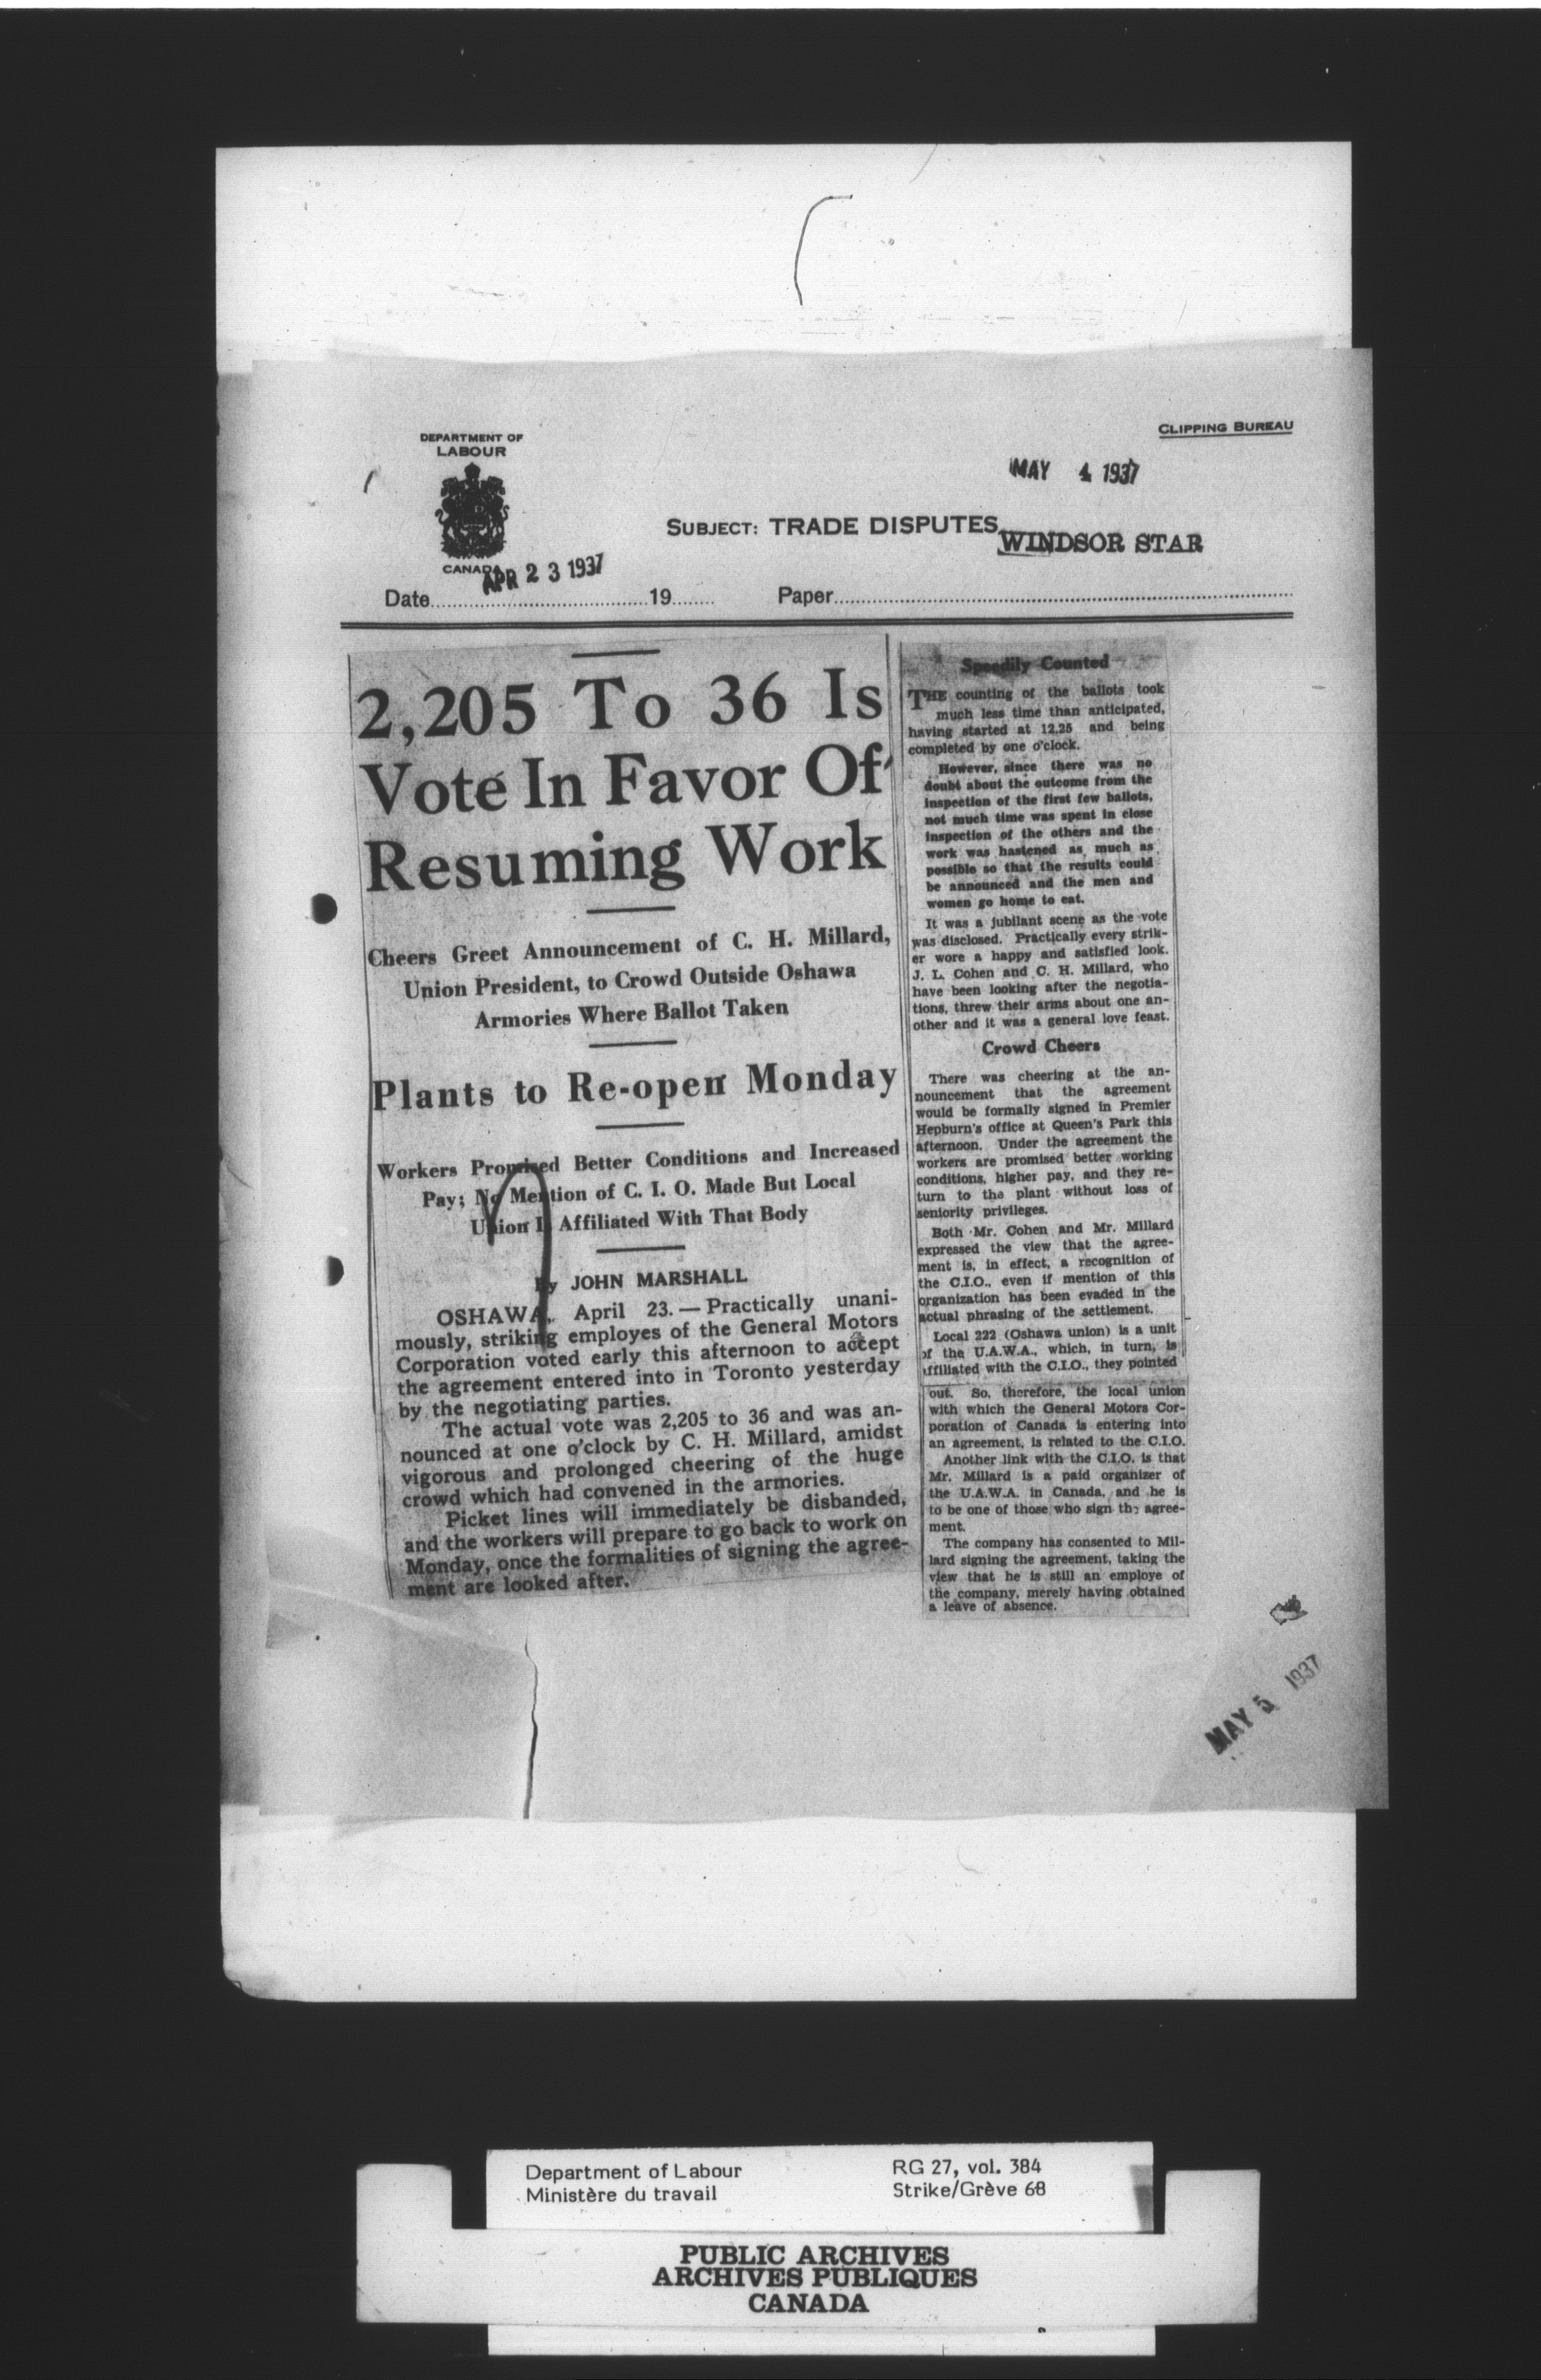 DEPARTMENT OF
LABOUR
CANADA
CLIPPING BUREAU
MAY 4 1937
SUBJECT: TRADE DISPUTES
WINDSOR STAR
APR 23 1937
Date 19 Paper
2,205 To 36 Is
Vote In Favor Of
Resuming Work
Cheers Greet Announcement of C. H. Millard,
Union President, to Crowd Outside Oshawa
Armories Where Ballot Taken
Plants to Re-open Monday
Workers Promised Better Conditions and Increased
Pay; No Mention of C. I. O. Made But Local
Union Is Affiliated With That Body
By JOHN MARSHALL
OSHAWA, April 23. — Practically unani-
mously, striking employes of the General Motors
Corporation voted early this afternoon to accept
the agreement entered into in Toronto yesterday
by the negotiating parties.
The actual vote was 2,205 to 36 and was an-
nounced at one o'clock by C. H. Millard, amidst
vigorous and prolonged cheering of the huge
crowd which had convened in the armories.
Picket lines will immediately be disbanded,
and the workers will prepare to go back to work on
Monday, once the formalities of signing the agree-
ment are looked after.
Speedily Counted
THE counting of the ballots took
much less time than anticipated,
having started at 12.25 and being
completed by one o'clock.
However, since there was no
doubt about the outcome from the
inspection of the first few ballots,
not much time was spent in close
inspection of the others and the
work was hastened as much as
possible so that the results could
be announced and the men and
women go home to eat.
It was a jubilant scene as the vote
was disclosed. Practically every strik-
er wore a happy and satisfied look.
J. L. Cohen and C. H. Millard, who
have been looking after the negotia-
tions, threw their arms about one an-
other and it was a general love feast.
Crowd Cheers
There was cheering at the an-
nouncement that the agreement
would be formally signed in Premier
Hepburn's office at Queen's Park this
afternoon. Under the agreement the
workers are promised better working
conditions, higher pay, and they re-
turn to the plant without loss of
seniority privileges.
Both Mr. Cohen and Mr. Millard
expressed the view that the agree-
ment is, in effect, a recognition of
the C.I.O., even if mention of this
organization has been evaded in the
actual phrasing of the settlement.
Local 222 (Oshawa union) is a unit
of the U.A.W.A., which, in turn, is
affiliated with the C.I.O., they pointed
out. So, therefore, the local union
with which the General Motors Cor-
poration of Canada is entering into
an agreement, is related to the C.I.O.
Another link with the C.I.O. is that
Mr. Millard is a paid organizer of
the U.A.W.A. in Canada, and he is
to be one of those who sign the agree-
ment.
The company has consented to Mil-
lard signing the agreement, taking the
view that he is still an employe of
the company, merely having obtained
a leave of absence.
MAY 5 1937
Department of Labour RG 27, vol. 384
Ministère du travail Strike/Grève 68
PUBLIC ARCHIVES
ARCHIVES PUBLIQUES
CANADA